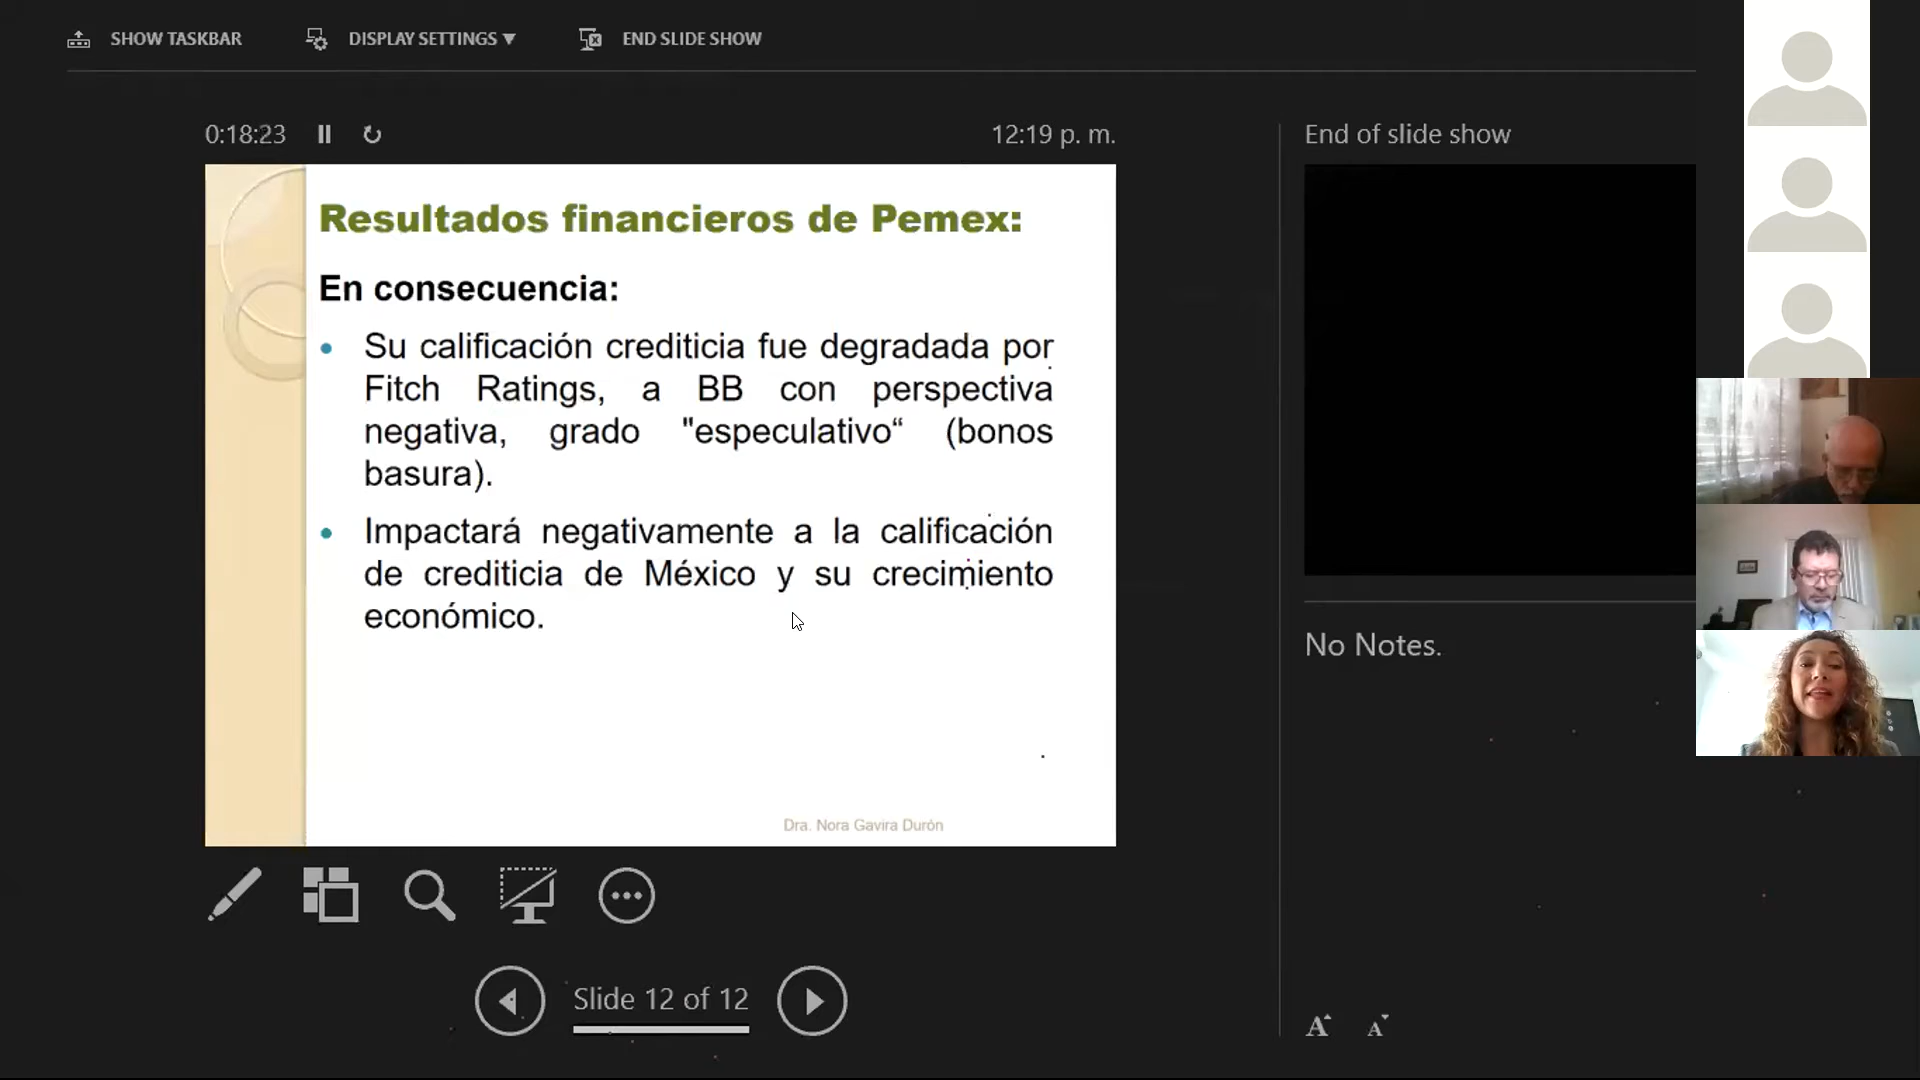 SHOW TASKBAR
DISPLAY SETTINGS ▼
END SLIDE SHOW
0:18:23
12:19 p. m.
End of slide show
Resultados financieros de Pemex:
En consecuencia:
• Su calificación crediticia fue degradada por
Fitch Ratings, a BB con perspectiva
negativa, grado "especulativo“ (bonos
basura).
• Impactará negativamente a la calificación
de crediticia de México y su crecimiento
económico.
Dra. Nora Gavira Durón
No Notes.
Slide 12 of 12
A A